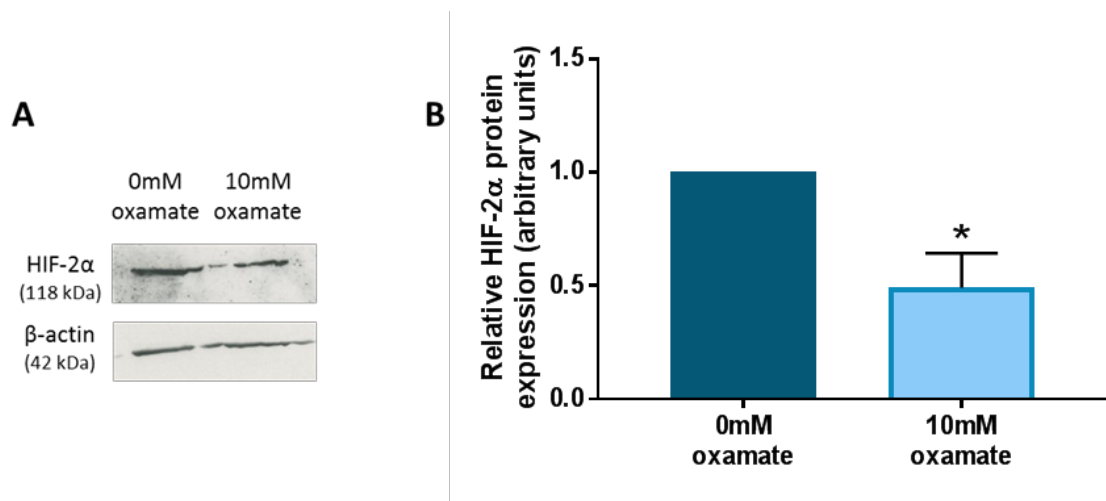 A
0mM
oxamate
10mM
oxamate
HIF-2α
(118 kDa)
β-actin
(42 kDa)
B
Relative HIF-2α protein
expression (arbitrary units)
1.5
1.0
0.5
0.0
*
0mM
oxamate
10mM
oxamate